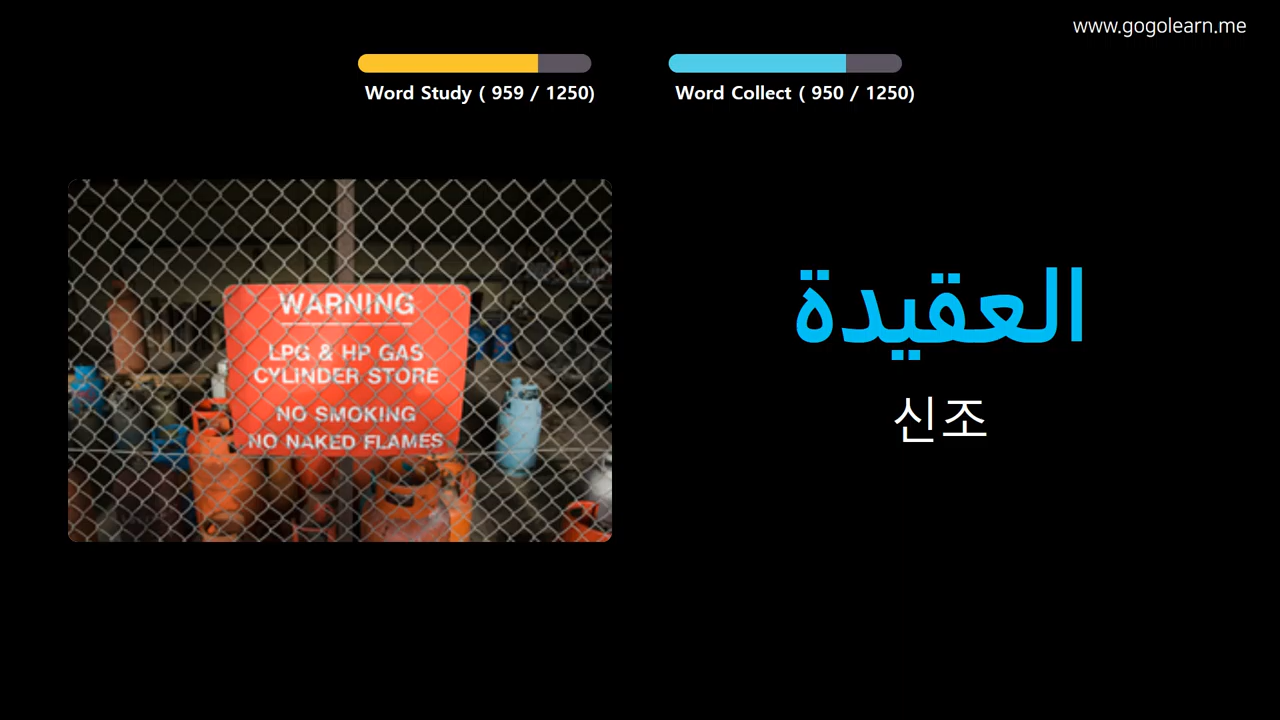 www.gogolearn.me
Word Study ( 959 / 1250)
Word Collect ( 950 / 1250)
WARNING
LPG & HP GAS
CYLINDER STORE
NO SMOKING
NO NAKED FLAMES
العقيدة
신조